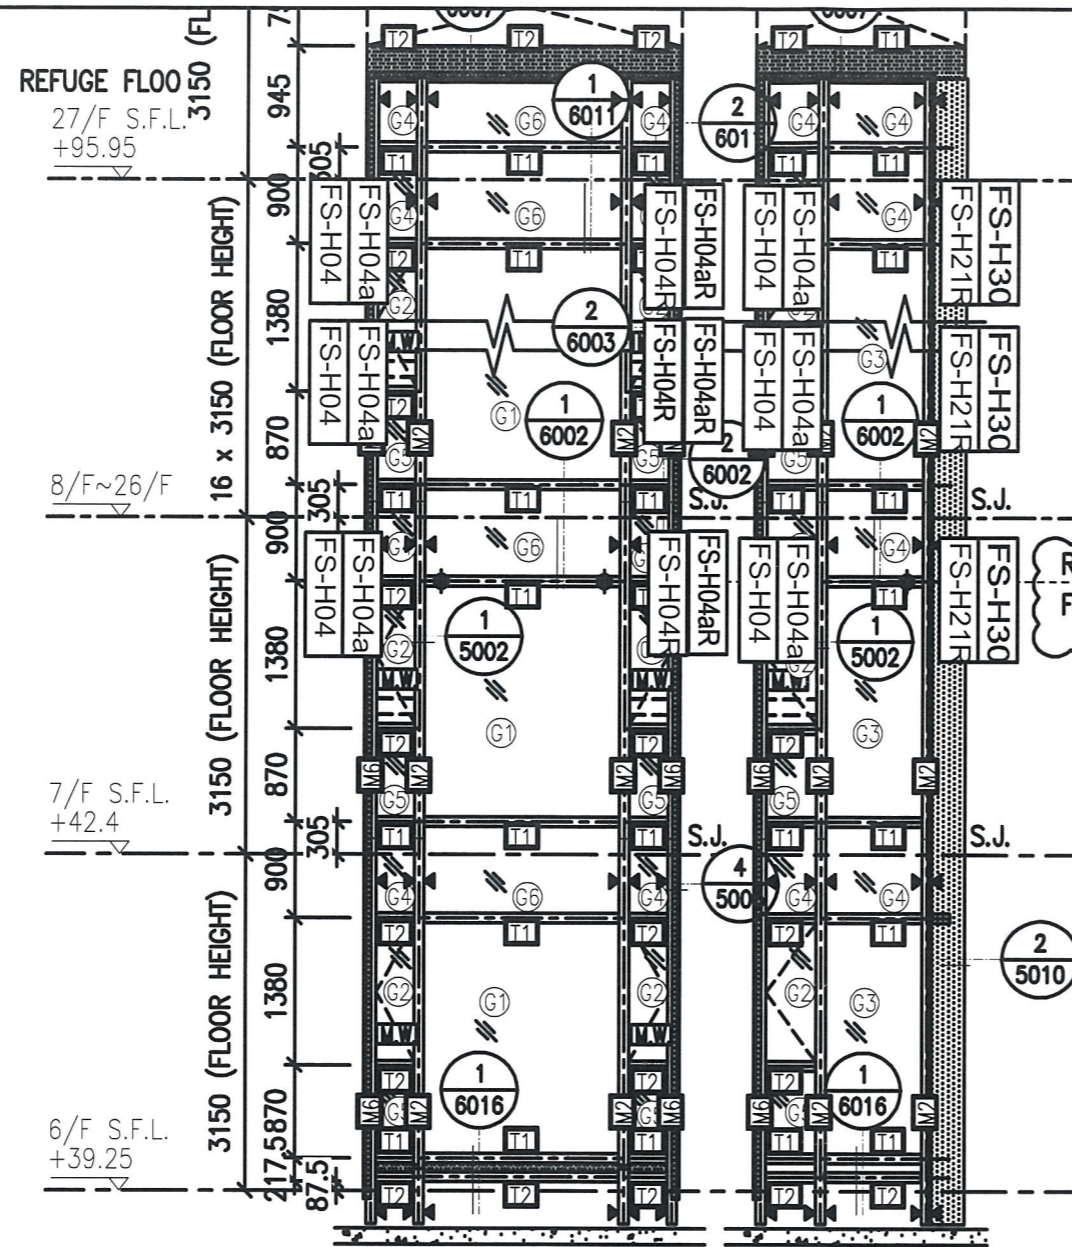 3150 (FL
REFUGE FLOO
27/F S.F.L.
+95.95
8/F~26/F
7/F S.F.L.
+42.4
6/F S.F.L.
+39.25
16 x 3150 (FLOOR HEIGHT)
3150 (FLOOR HEIGHT)
3150 (FLOOR HEIGHT)
945
900
1380
870
900
1380
870
900
1380
870
217.5
305
305
305
87.5
T2 T2 T2 T2 T1
1
6011
2
G4 G6 G4 G4 G4
T1 T1 T1 T1 T1
FS-H04 FS-H04a
FS-H04R FS-H04aR
FS-H04 FS-H04a
FS-H21R FS-H30
G4 G6 G4
T2 T1 T1
G2
2
6003
G3
FS-H04 FS-H04a
FS-H04R FS-H04aR
FS-H04 FS-H04a
FS-H21R FS-H30
G1
1
6002
2
6002
1
6002
M2 M2 M2
G5 G5 G5
T1 T1 T1 T1 T1
S.J. S.J.
G6 G4
FS-H04 FS-H04a
FS-H04R FS-H04aR
FS-H04 FS-H04a
FS-H21R FS-H30
T2 T1 T1
1
5002
1
5002
G2
M.W
G1 G3
T2 T2 T2
M6 M2 M2 M6 M6 M2 M2
G5 G5 G5
T1 T1 T1 T1 T1
S.J. S.J.
4
G4 G6 G4 G4 G4
T2 T1 T2 T2 T1
2
5010
G2 G1 G2 G2 G3
M.W M.W
1
6016
1
6016
T2 T2 T2
M6 M2 M2 M6 M6 M2 M2
T1 T1 T1 T1 T1
T2 T2 T2 T2 T2